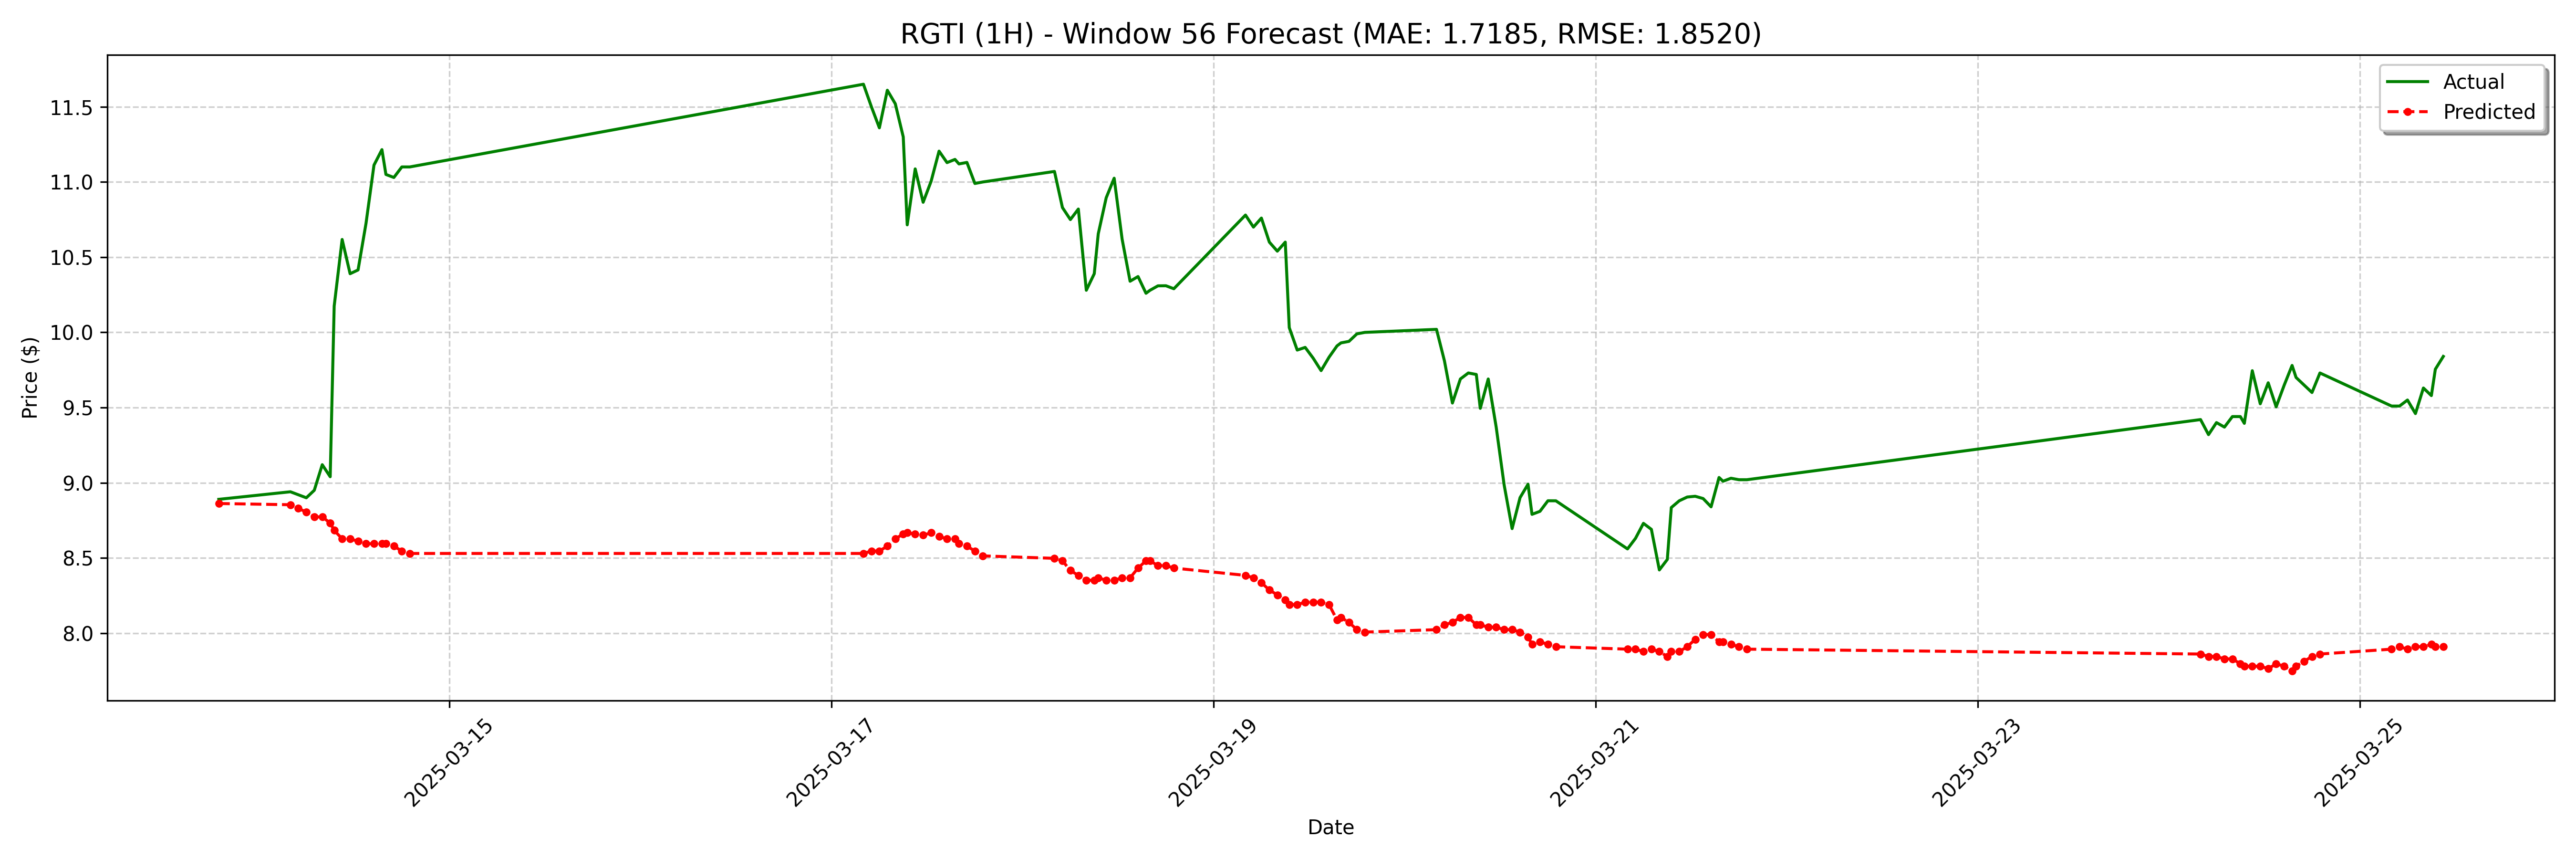 RGTI (1H) - Window 56 Forecast (MAE: 1.7185, RMSE: 1.8520)
Actual
Predicted
Price ($)
11.5
11.0
10.5
10.0
9.5
9.0
8.5
8.0
2025-03-15
2025-03-17
2025-03-19
2025-03-21
2025-03-23
2025-03-25
Date